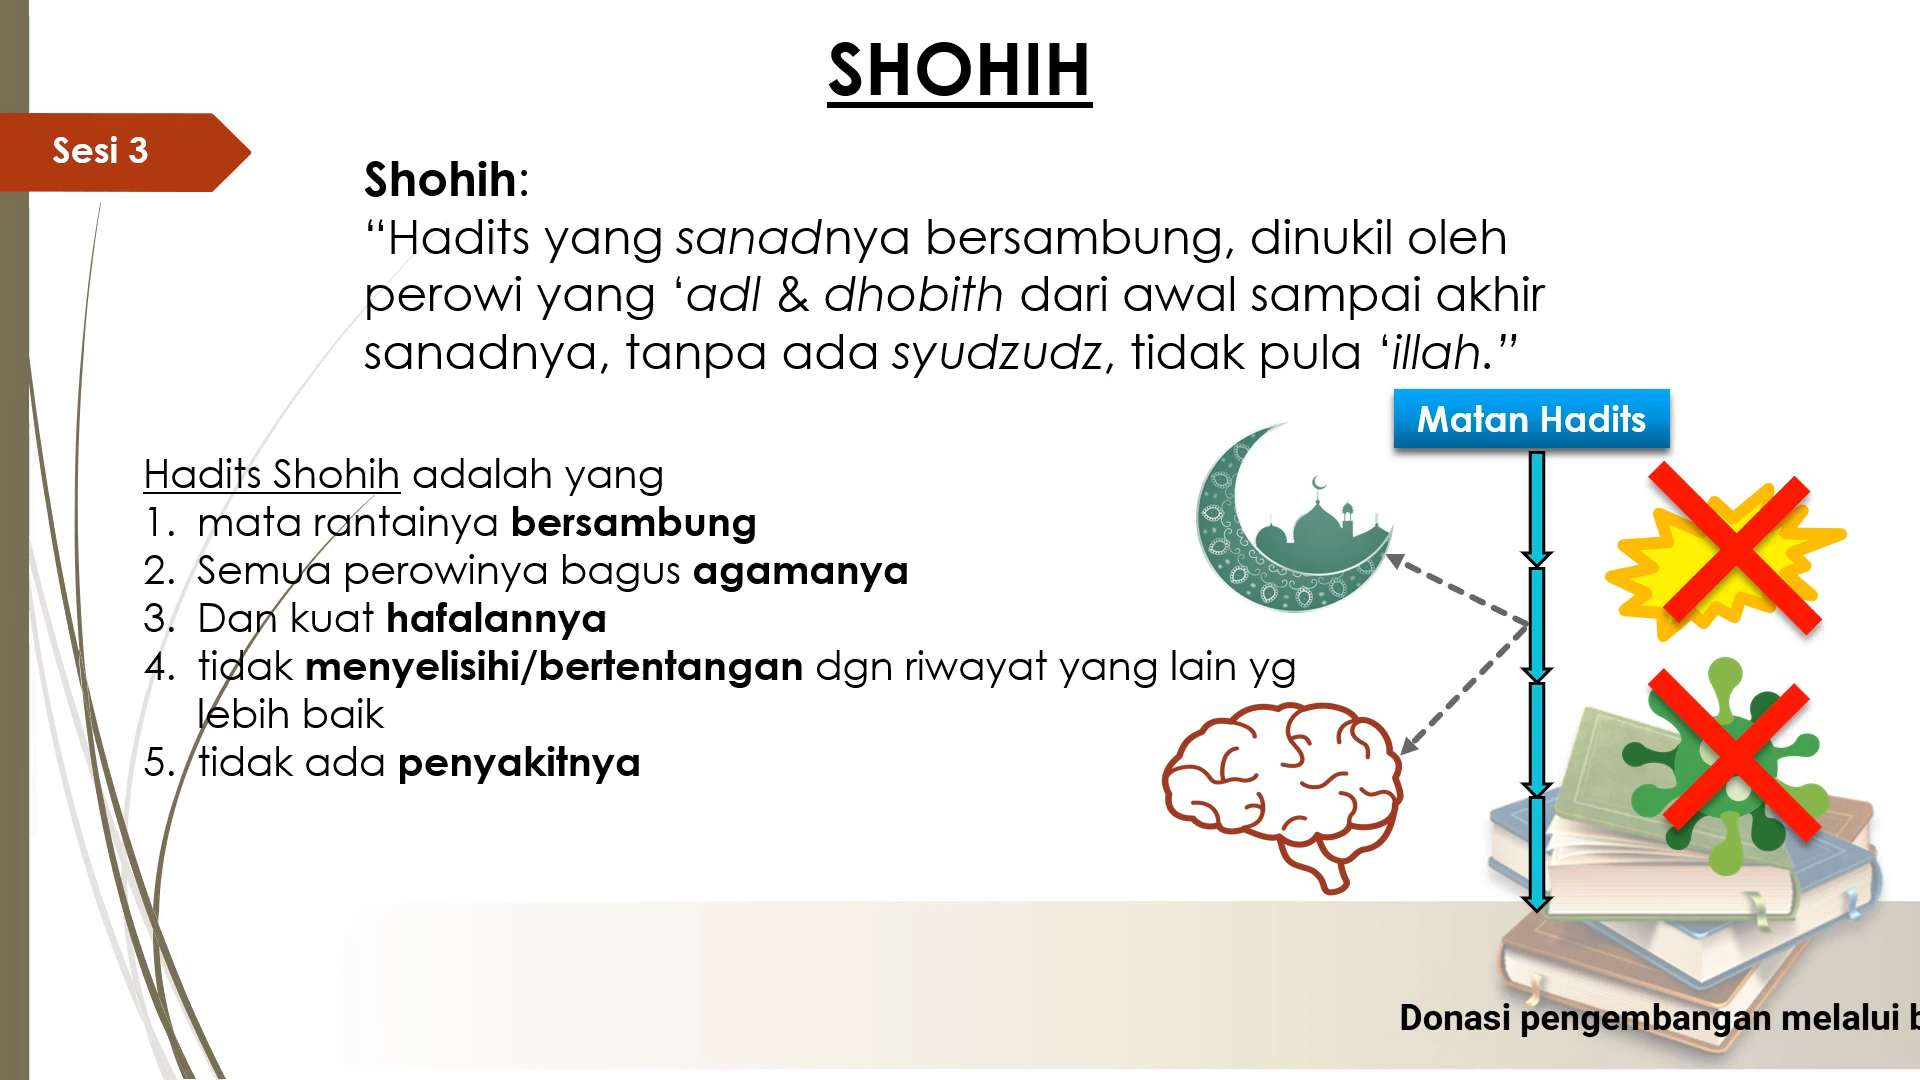 SHOHIH
Sesi 3
Shohih:
“Hadits yang sanadnya bersambung, dinukil oleh
perowi yang ‘adl & dhobith dari awal sampai akhir
sanadnya, tanpa ada syudzudz, tidak pula ‘illah.”
Matan Hadits
Hadits Shohih adalah yang
1. mata rantainya bersambung
2. Semua perowinya bagus agamanya
3. Dan kuat hafalannya
4. tidak menyelisihi/bertentangan dgn riwayat yang lain yg
lebih baik
5. tidak ada penyakitnya
Donasi pengembangan melalui